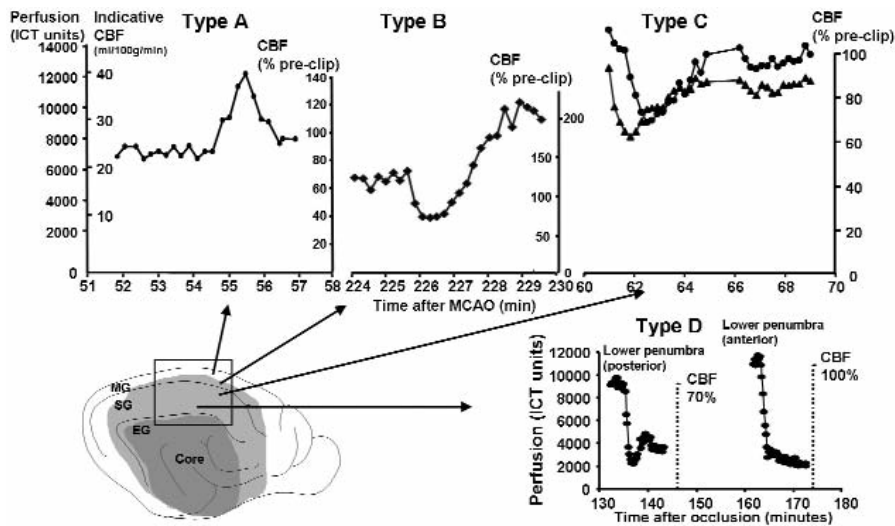 Perfusion
(ICT units)
Indicative
CBF
(ml/100g/min)
Type A
CBF
(% pre-clip)
Type B
CBF
(% pre-clip)
Type C
CBF
(% pre-clip)
14000
12000
10000
8000
6000
4000
2000
0
40
30
20
10
51 52 53 54 55 56 57 58
140
120
100
80
60
40
20
0
224 225 226 227 228 229 230
Time after MCAO (min)
200
150
100
50
0
60 62 64 66 68 70
100
80
60
40
20
0
MG
SG
EG
Core
Type D
Lower penumbra
(posterior)
Lower penumbra
(anterior)
CBF
70%
CBF
100%
Perfusion (ICT units)
12000
10000
8000
6000
4000
2000
0
130 140 150 160 170 180
Time after occlusion (minutes)